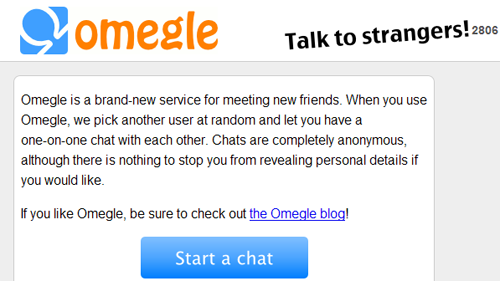 omegle
Talk to strangers! 2806
Omegle is a brand-new service for meeting new friends. When you use
Omegle, we pick another user at random and let you have a
one-on-one chat with each other. Chats are completely anonymous,
although there is nothing to stop you from revealing personal details if
you would like.
If you like Omegle, be sure to check out the Omegle blog!
Start a chat